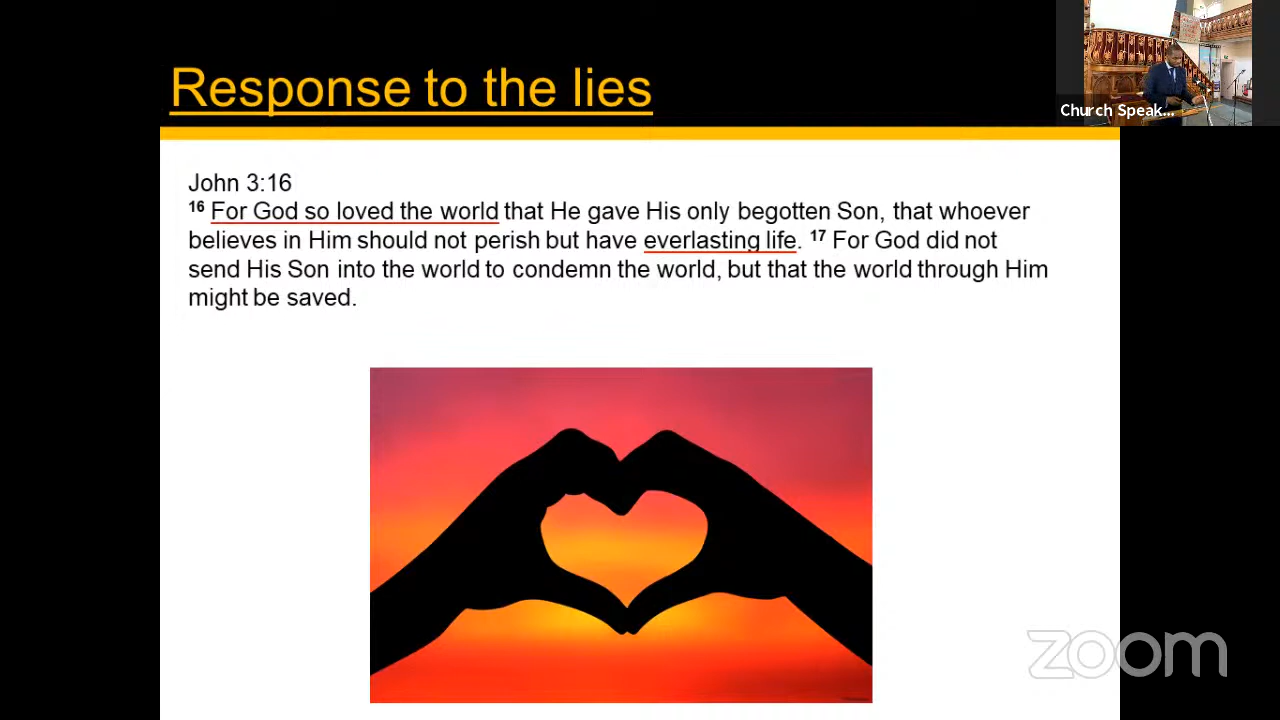 Response to the lies
Church Speak...
John 3:16
16 For God so loved the world that He gave His only begotten Son, that whoever
believes in Him should not perish but have everlasting life. 17 For God did not
send His Son into the world to condemn the world, but that the world through Him
might be saved.
zoom